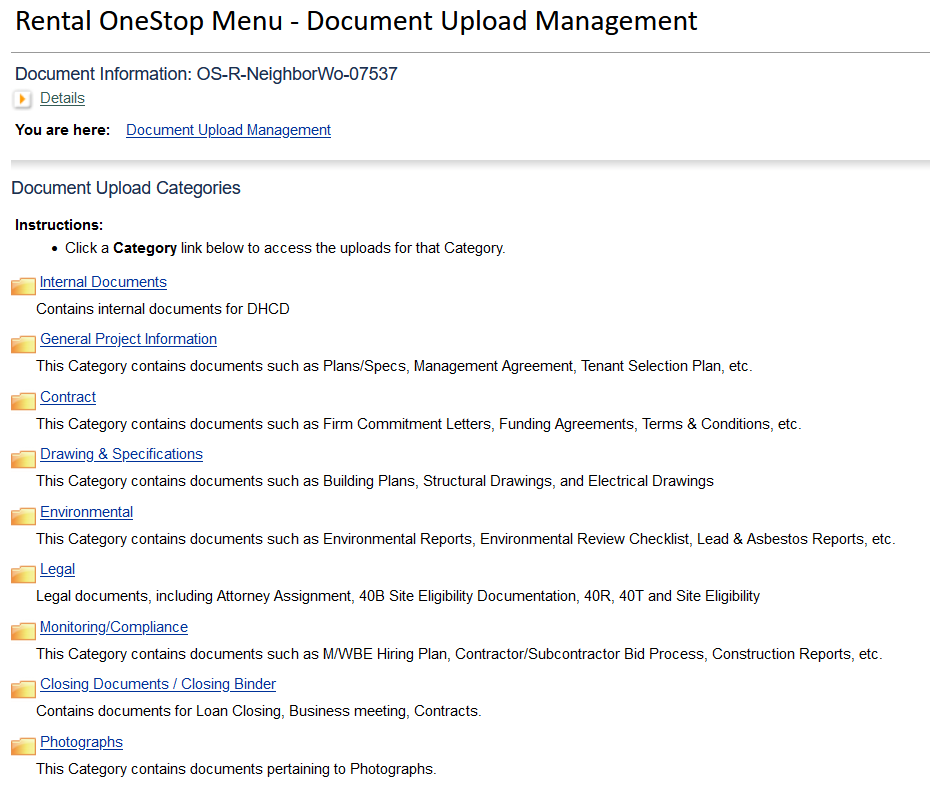 Rental OneStop Menu - Document Upload Management
Document Information: OS-R-NeighborWo-07537
Details
You are here: Document Upload Management
Document Upload Categories
Instructions:
• Click a Category link below to access the uploads for that Category.
Internal Documents
Contains internal documents for DHCD
General Project Information
This Category contains documents such as Plans/Specs, Management Agreement, Tenant Selection Plan, etc.
Contract
This Category contains documents such as Firm Commitment Letters, Funding Agreements, Terms & Conditions, etc.
Drawing & Specifications
This Category contains documents such as Building Plans, Structural Drawings, and Electrical Drawings
Environmental
This Category contains documents such as Environmental Reports, Environmental Review Checklist, Lead & Asbestos Reports, etc.
Legal
Legal documents, including Attorney Assignment, 40B Site Eligibility Documentation, 40R, 40T and Site Eligibility
Monitoring/Compliance
This Category contains documents such as M/WBE Hiring Plan, Contractor/Subcontractor Bid Process, Construction Reports, etc.
Closing Documents / Closing Binder
Contains documents for Loan Closing, Business meeting, Contracts.
Photographs
This Category contains documents pertaining to Photographs.